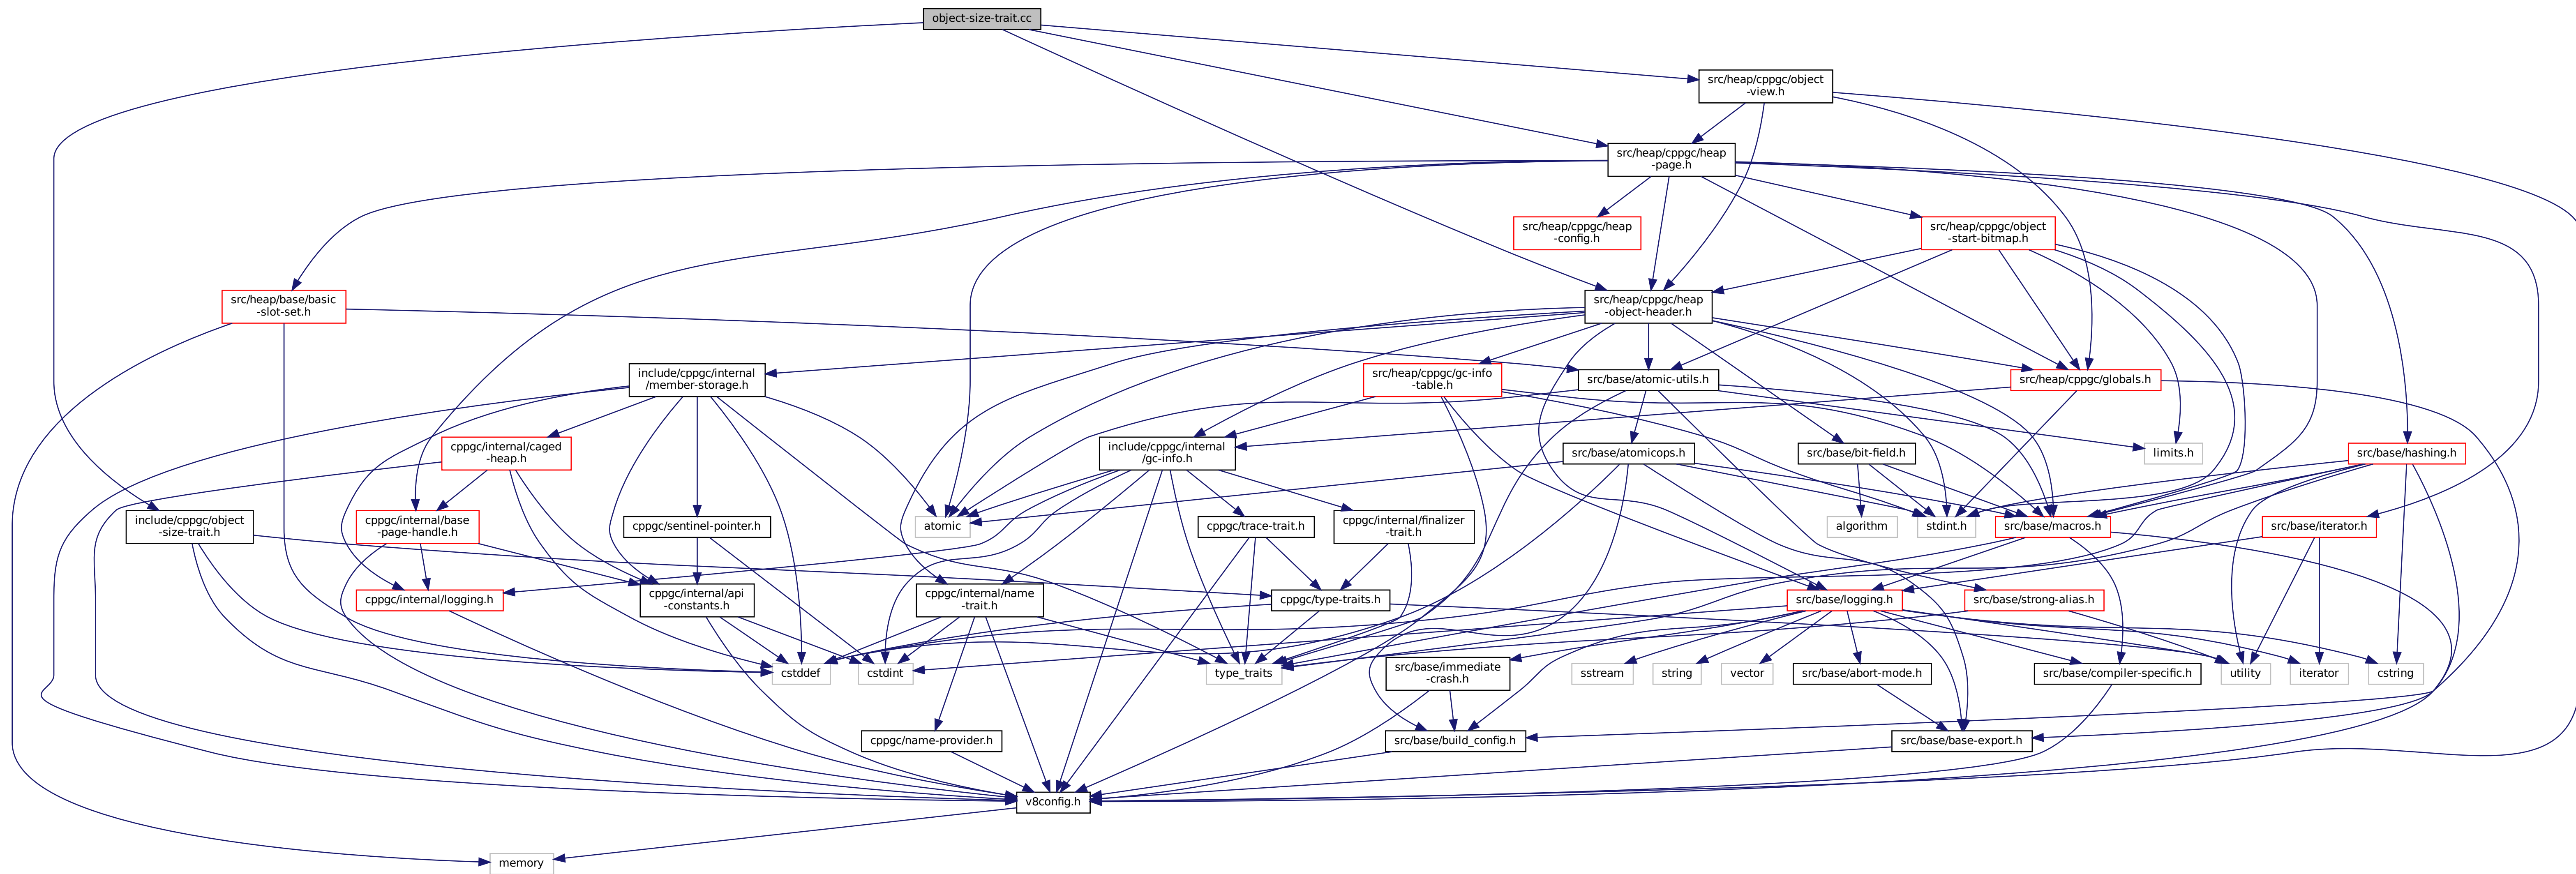 object-size-trait.cc
src/heap/cppgc/object
-view.h
src/heap/cppgc/heap
-page.h
src/heap/cppgc/heap
-config.h
src/heap/cppgc/object
-start-bitmap.h
src/heap/base/basic
-slot-set.h
src/heap/cppgc/heap
-object-header.h
include/cppgc/internal
/member-storage.h
src/heap/cppgc/gc-info
-table.h
src/base/atomic-utils.h
src/heap/cppgc/globals.h
cppgc/internal/caged
-heap.h
include/cppgc/internal
/gc-info.h
src/base/atomicops.h
src/base/bit-field.h
limits.h
src/base/hashing.h
include/cppgc/object
-size-trait.h
cppgc/internal/base
-page-handle.h
cppgc/sentinel-pointer.h
atomic
cppgc/trace-trait.h
cppgc/internal/finalizer
-trait.h
algorithm
stdint.h
src/base/macros.h
src/base/iterator.h
cppgc/internal/logging.h
cppgc/internal/api
-constants.h
cppgc/internal/name
-trait.h
cppgc/type-traits.h
src/base/logging.h
src/base/strong-alias.h
cstddef
cstdint
type_traits
src/base/immediate
-crash.h
sstream
string
vector
src/base/abort-mode.h
src/base/compiler-specific.h
utility
iterator
cstring
cppgc/name-provider.h
src/base/build_config.h
src/base/base-export.h
v8config.h
memory